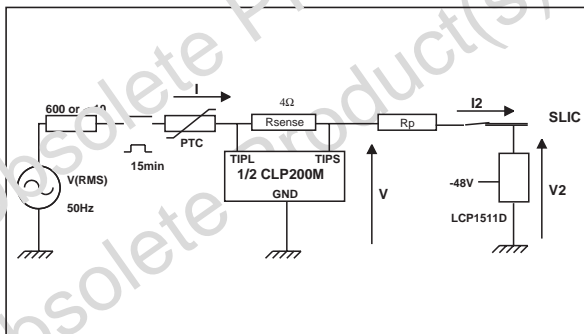 Obsolete Product(s)
Obsolete Product(s)
I
600 or
10
4Ω
I2
SLIC
Rsense
Rp
PTC
15min
TIPL
TIPS
V(RMS)
1/2 CLP200M
-48V
V
V2
GND
50Hz
LCP1511D